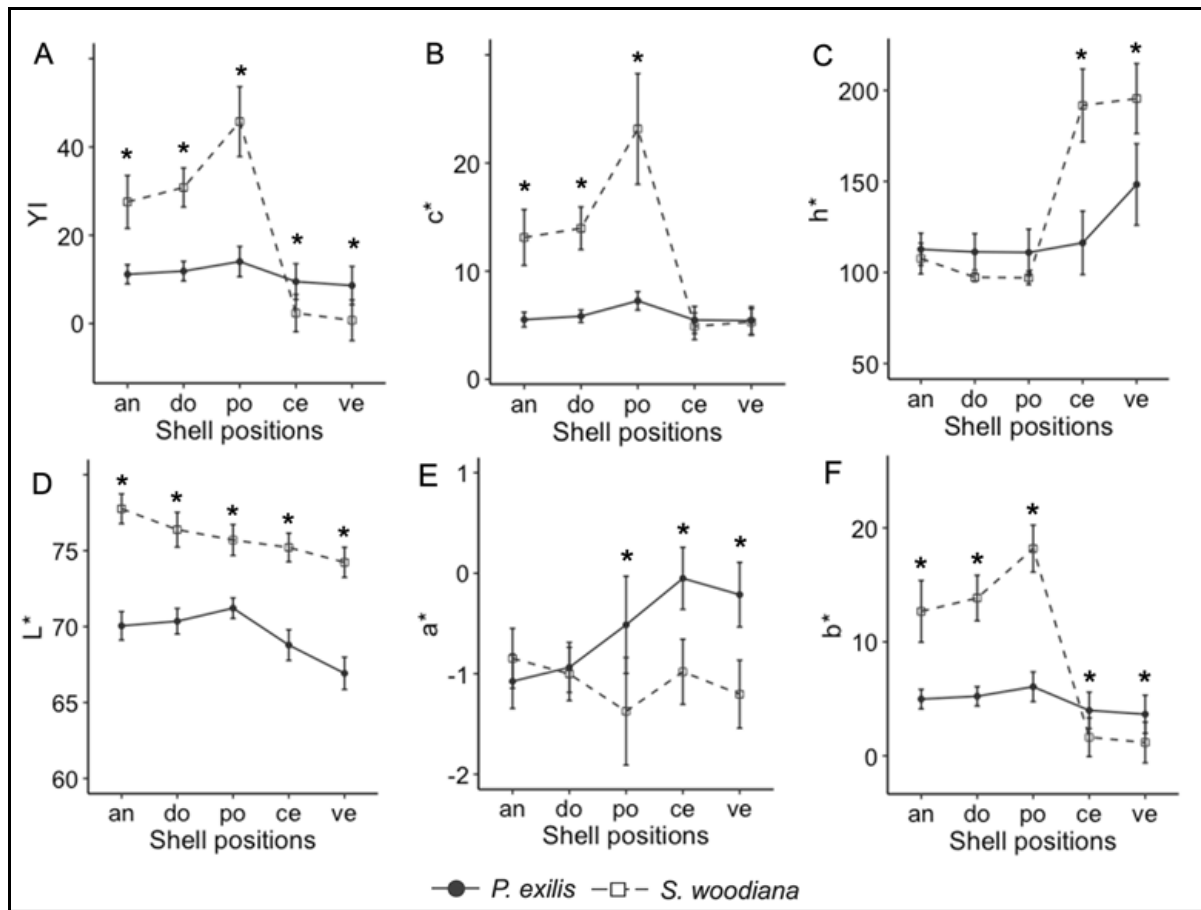 A
YI
40
20
0
*
*
*
*
*
an do po ce ve
Shell positions
B
c*
20
10
0
*
*
*
an do po ce ve
Shell positions
C
h*
200
150
100
50
*
*
an do po ce ve
Shell positions
D
L*
75
70
65
60
*
*
*
*
*
an do po ce ve
Shell positions
E
a*
1
0
-1
-2
*
*
*
an do po ce ve
Shell positions
F
b*
20
10
0
*
*
*
*
*
an do po ce ve
Shell positions
P. exilis S. woodiana